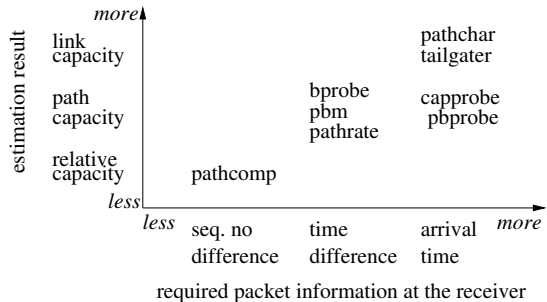 more
estimation result
link
capacity
pathchar
tailgater
path
capacity
bprobe
pbm
pathrate
capprobe
pbprobe
relative
capacity
pathcomp
less
less
seq. no
difference
time
difference
arrival
time
more
required packet information at the receiver